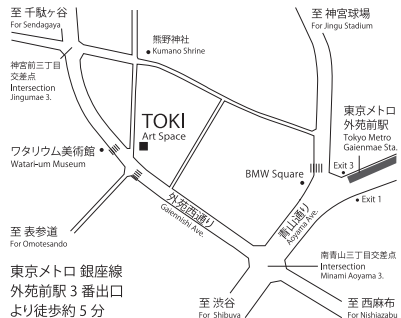 至 千駄ヶ谷
For Sendagaya
熊野神社
Kumano Shrine
至 神宮球場
For Jingu Stadium
神宮前三丁目
交差点
Intersection
Jingumae 3.
東京メトロ
外苑前駅
Tokyo Metro
Gaienmae Sta.
TOKI
Art Space
ワタリウム美術館
Watari-um Museum
Exit 3
BMW Square
Exit 1
外苑西通り
Gaiennishi Ave.
青山通り
Aoyama Ave.
至 表参道
For Omotesando
南青山三丁目交差点
Intersection
Minami Aoyama 3.
東京メトロ 銀座線
外苑前駅 3 番出口
より徒歩約 5 分
至 渋谷
For Shibuya
至 西麻布
For Nishiazabu